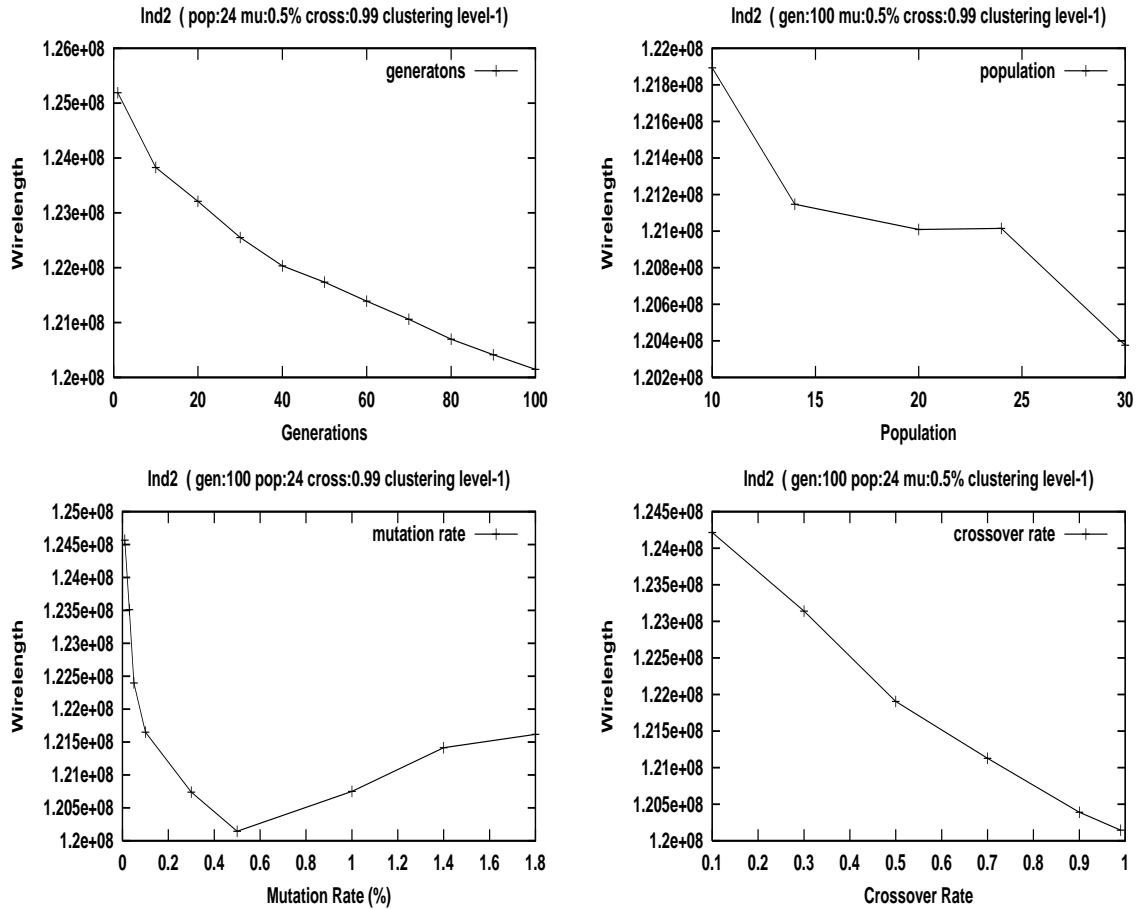 Ind2 ( pop:24 mu:0.5% cross:0.99 clustering level-1)
1.26e+08
1.25e+08
1.24e+08
1.23e+08
1.22e+08
1.21e+08
1.2e+08
Wirelength
generatons
0 20 40 60 80 100
Generations
Ind2 ( gen:100 mu:0.5% cross:0.99 clustering level-1)
1.22e+08
1.218e+08
1.216e+08
1.214e+08
1.212e+08
1.21e+08
1.208e+08
1.206e+08
1.204e+08
1.202e+08
Wirelength
population
10 15 20 25 30
Population
Ind2 ( gen:100 pop:24 cross:0.99 clustering level-1)
1.25e+08
1.245e+08
1.24e+08
1.235e+08
1.23e+08
1.225e+08
1.22e+08
1.215e+08
1.21e+08
1.205e+08
1.2e+08
Wirelength
mutation rate
0 0.2 0.4 0.6 0.8 1 1.2 1.4 1.6 1.8
Mutation Rate (%)
Ind2 ( gen:100 pop:24 mu:0.5% clustering level-1)
1.245e+08
1.24e+08
1.235e+08
1.23e+08
1.225e+08
1.22e+08
1.215e+08
1.21e+08
1.205e+08
1.2e+08
Wirelength
crossover rate
0.1 0.2 0.3 0.4 0.5 0.6 0.7 0.8 0.9 1
Crossover Rate